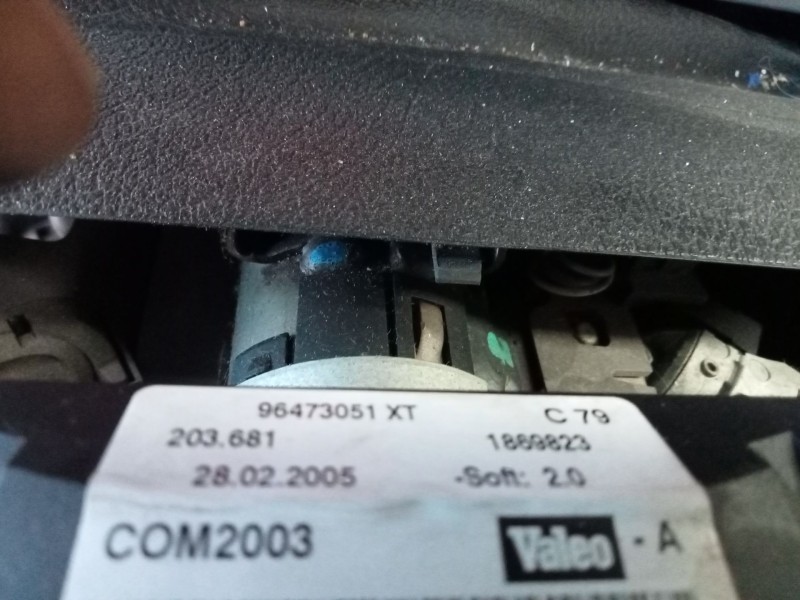 96473051 XT C 79
203.681 1869823
28.02.2005 -Soft: 2.0
COM2003 Valeo - A